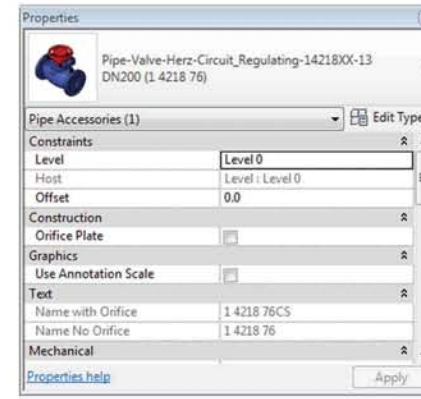 Properties
Pipe-Valve-Herz-Circuit_Regulating-14218XX-13
DN200 (1 4218 76)
Pipe Accessories (1)
Edit Type
Constraints
Level Level 0
Host Level : Level 0
Offset 0.0
Construction
Orifice Plate
Graphics
Use Annotation Scale
Text
Name with Orifice 1 4218 76CS
Name No Orifice 1 4218 76
Mechanical
Properties help
Apply